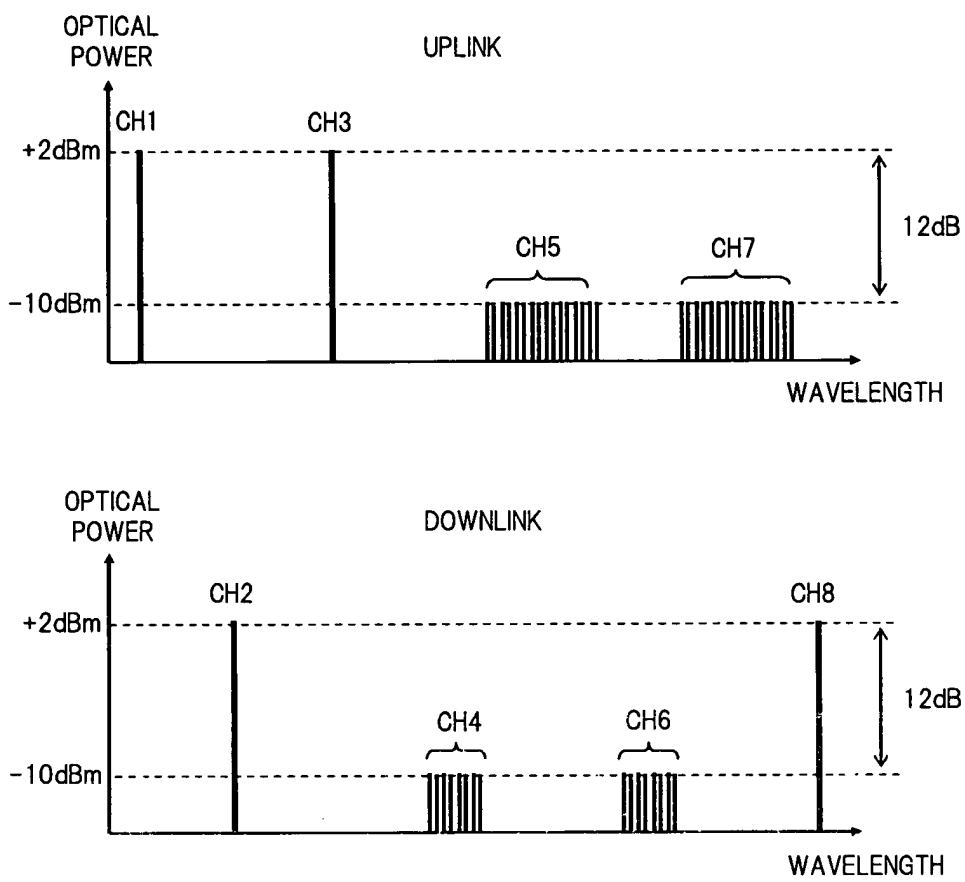 OPTICAL
POWER
UPLINK
CH1
CH3
+2dBm
12dB
CH5
CH7
-10dBm
WAVELENGTH
OPTICAL
POWER
DOWNLINK
CH2
CH8
+2dBm
12dB
CH4
CH6
-10dBm
WAVELENGTH